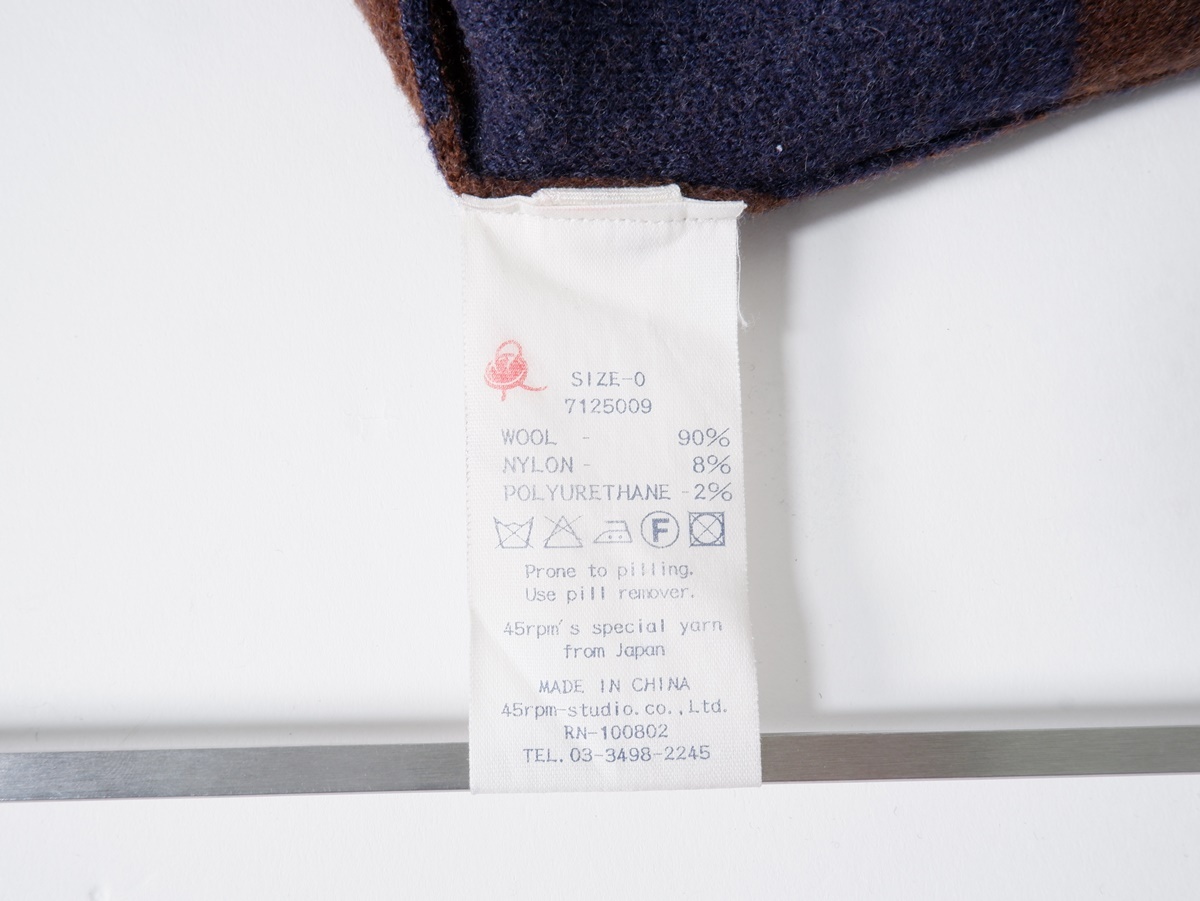 SIZE-0
7125009
WOOL - 90%
NYLON - 8%
POLYURETHANE -2%
F
Prone to pilling.
Use pill remover.
45rpm's special yarn
from Japan
MADE IN CHINA
45rpm-studio.co.,Ltd.
RN-100802
TEL.03-3498-2245